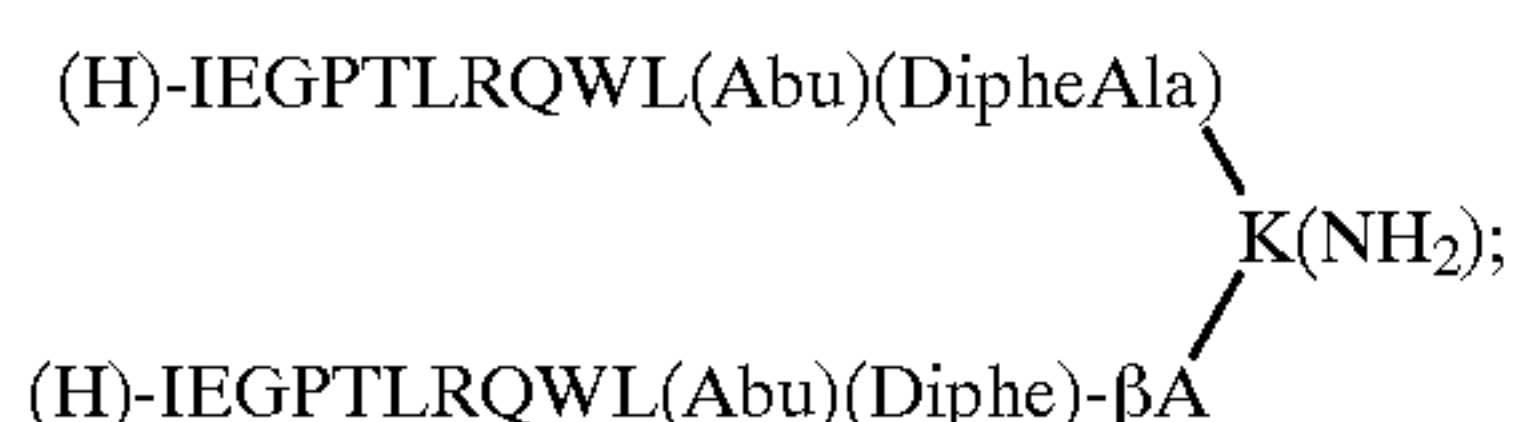 (H)-IEGPTLRQWL(Abu)(DipheAla)
K(NH₂);
(H)-IEGPTLRQWL(Abu)(Diphe)-βA